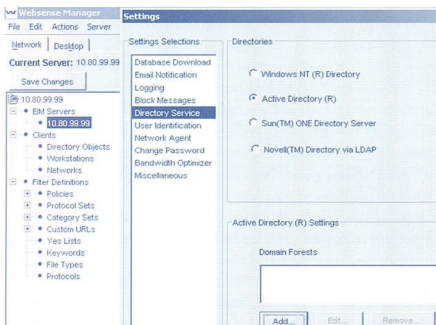 Websense Manager
File Edit Actions Server
Network Desktop
Current Server: 10.80.99.99
Save Changes
10.80.99.99
EIM Servers
10.80.99.99
Clients
Directory Objects
Workstations
Networks
Filter Definitions
Policies
Protocol Sets
Category Sets
Custom URLs
Yes Lists
Keywords
File Types
Protocols
Settings
Settings Selections
Database Download
Email Notification
Logging
Block Messages
Directory Service
User Identification
Network Agent
Change Password
Bandwidth Optimizer
Miscellaneous
Directories
Windows NT (R) Directory
Active Directory (R)
Sun(TM) ONE Directory Server
Novell(TM) Directory via LDAP
Active Directory (R) Settings
Domain Forests
Add... Edit... Remove...